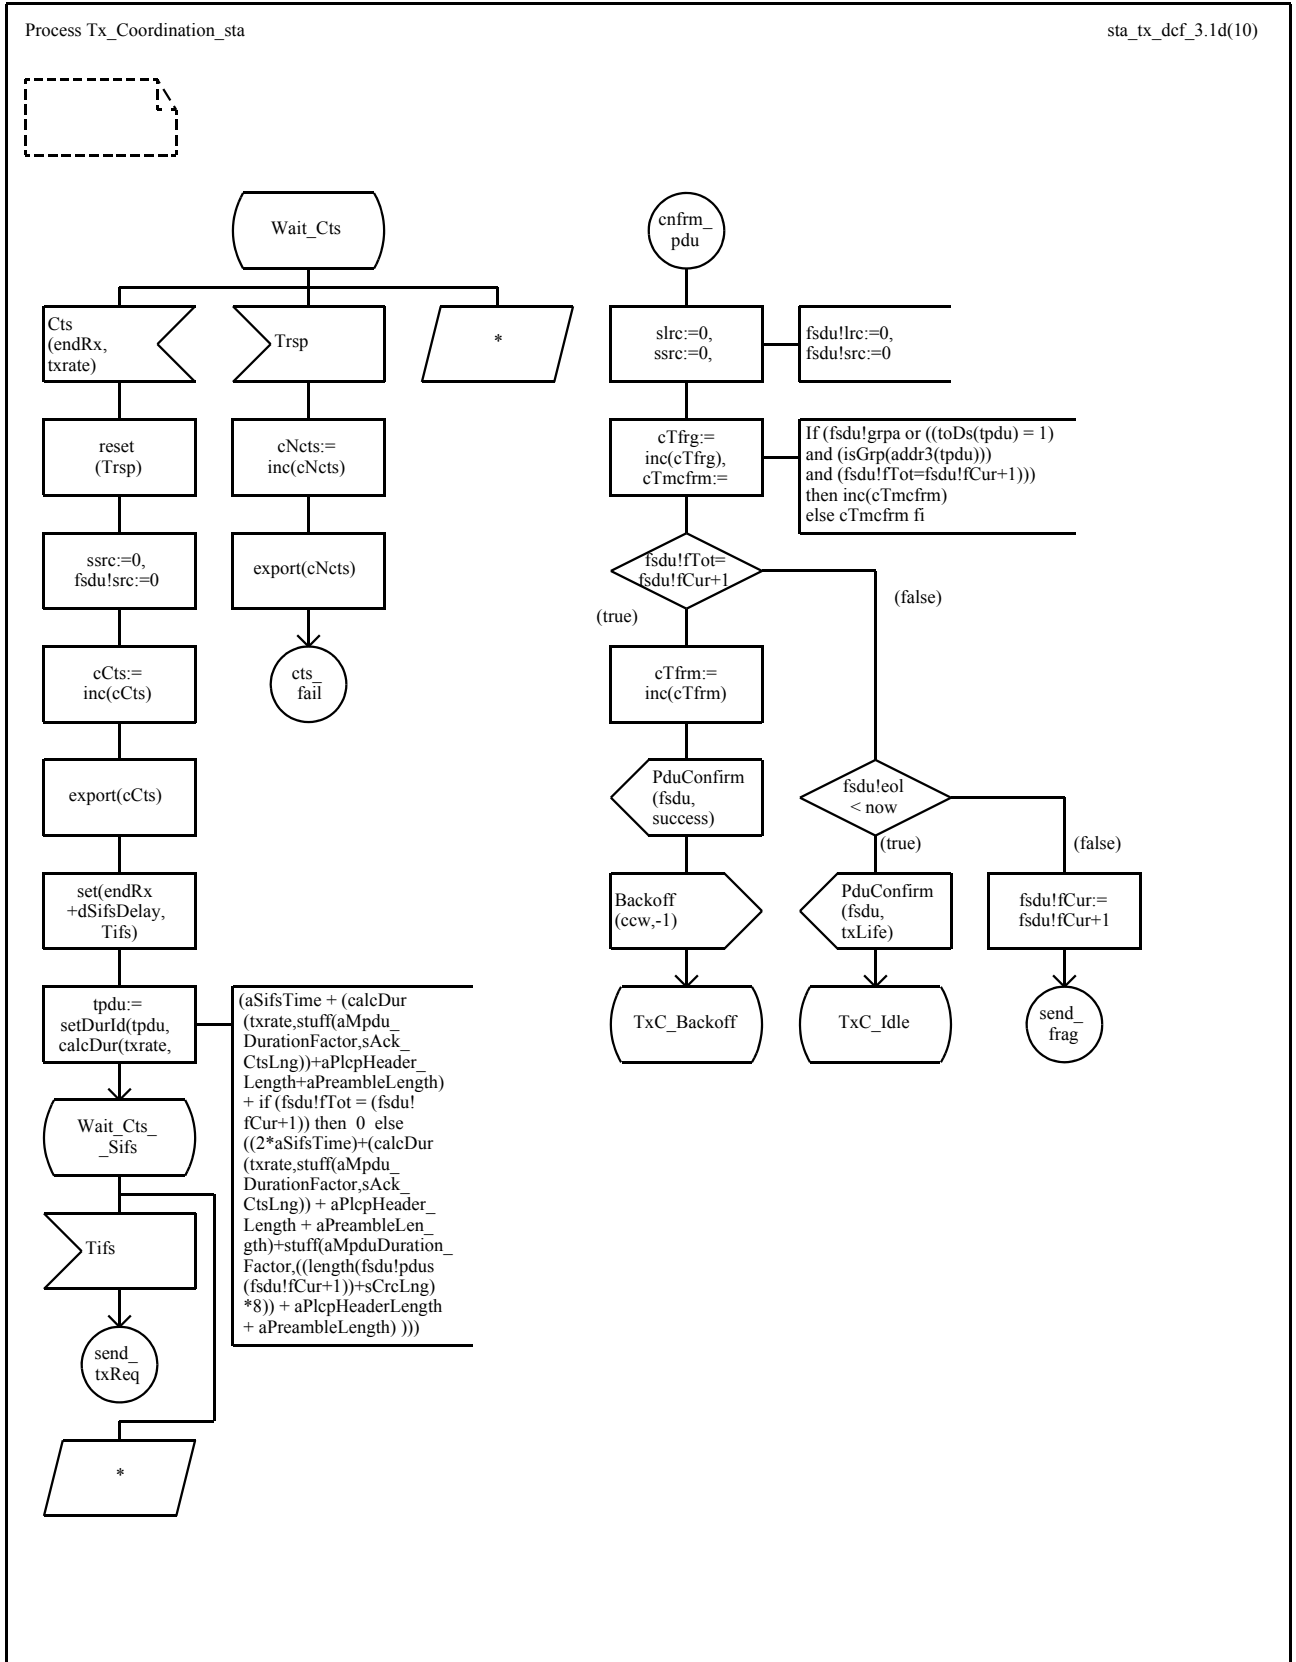 Process Tx_Coordination_sta
sta_tx_dcf_3.1d(10)
Wait_Cts
Cts
(endRx,
txrate)
Trsp
*
reset
(Trsp)
cNcts:=
inc(cNcts)
ssrc:=0,
fsdu!src:=0
export(cNcts)
cCts:=
inc(cCts)
cts_
fail
export(cCts)
set(endRx
+dSifsDelay,
Tifs)
tpdu:=
setDurId(tpdu,
calcDur(txrate,
(aSifsTime + (calcDur
(txrate,stuff(aMpdu_
DurationFactor,sAck_
CtsLng))+aPlcpHeader_
Length+aPreambleLength)
+ if (fsdu!fTot = (fsdu!
fCur+1)) then 0 else
((2*aSifsTime)+(calcDur
(txrate,stuff(aMpdu_
DurationFactor,sAck_
CtsLng)) + aPlcpHeader_
Length + aPreambleLen_
gth)+stuff(aMpduDuration_
Factor,((length(fsdu!pdus
(fsdu!fCur+1))+sCrcLng)
*8)) + aPlcpHeaderLength
+ aPreambleLength) )))
Wait_Cts_
_Sifs
Tifs
send_
txReq
*
cnfrm_
pdu
slrc:=0,
ssrc:=0,
fsdu!lrc:=0,
fsdu!src:=0
cTfrg:=
inc(cTfrg),
cTmcfrm:=
If (fsdu!grpa or ((toDs(tpdu) = 1)
and (isGrp(addr3(tpdu)))
and (fsdu!fTot=fsdu!fCur+1)))
then inc(cTmcfrm)
else cTmcfrm fi
fsdu!fTot=
fsdu!fCur+1
(true)
(false)
cTfrm:=
inc(cTfrm)
PduConfirm
(fsdu,
success)
fsdu!eol
< now
(true)
(false)
Backoff
(ccw,-1)
PduConfirm
(fsdu,
txLife)
fsdu!fCur:=
fsdu!fCur+1
TxC_Backoff
TxC_Idle
send_
frag